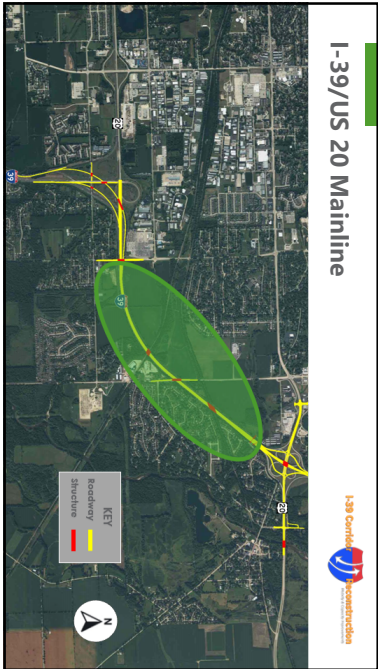 I-39/US 20 Mainline
I-39 Corridor Reconstruction
20
39
39
20
KEY
Roadway
Structure
N